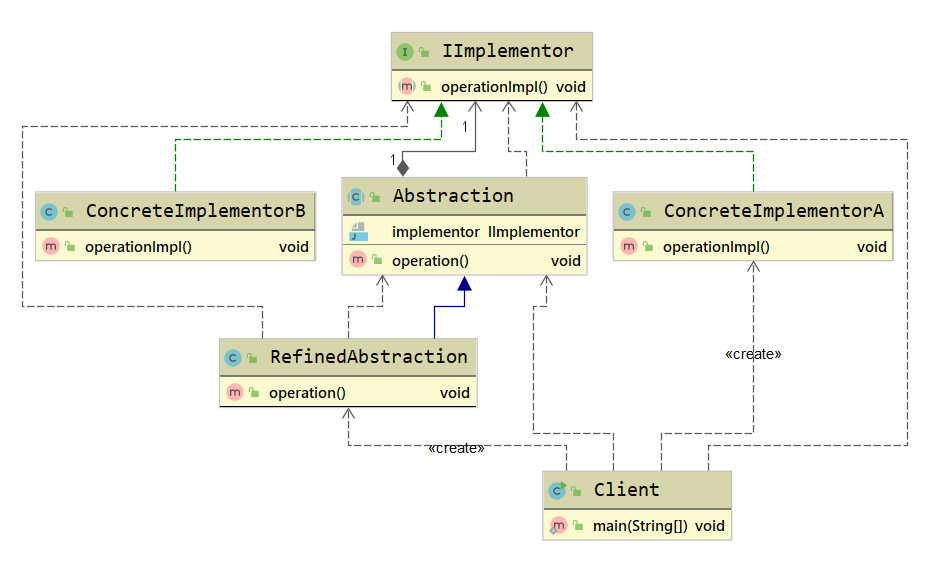 IImplementor
operationImpl() void
1
1
Abstraction
implementor IImplementor
operation() void
ConcreteImplementorB
operationImpl() void
ConcreteImplementorA
operationImpl() void
RefinedAbstraction
operation() void
«create»
«create»
Client
main(String[]) void